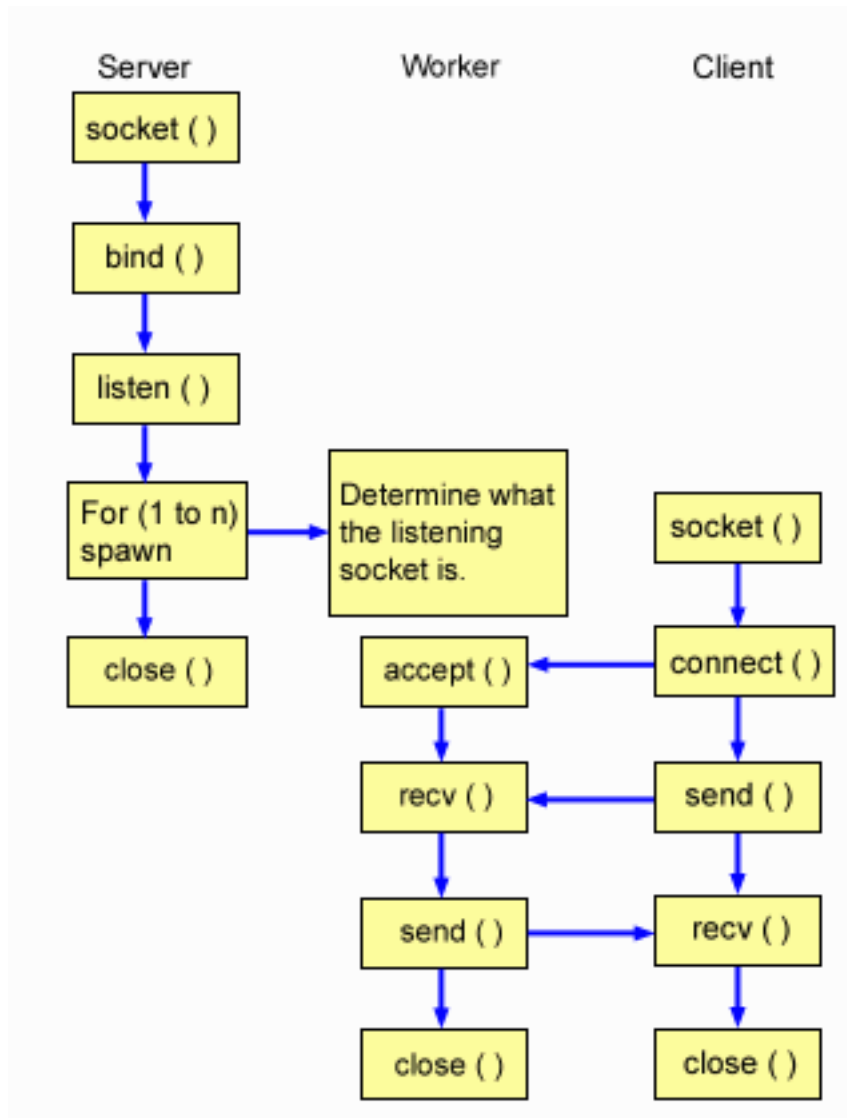 Server
Worker
Client
socket ( )
bind ( )
listen ( )
For (1 to n)
spawn
close ( )
Determine what
the listening
socket is.
accept ( )
recv ( )
send ( )
close ( )
socket ( )
connect ( )
send ( )
recv ( )
close ( )